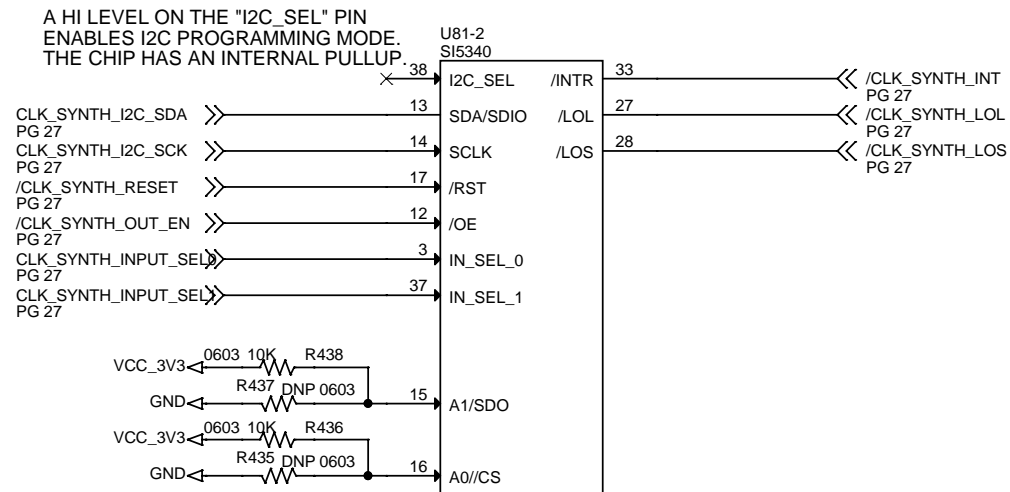 A HI LEVEL ON THE "I2C_SEL" PIN
ENABLES I2C PROGRAMMING MODE.
THE CHIP HAS AN INTERNAL PULLUP.
U81-2
SI5340
38 I2C_SEL /INTR 33 /CLK_SYNTH_INT
PG 27
CLK_SYNTH_I2C_SDA 13 SDA/SDIO /LOL 27 /CLK_SYNTH_LOL
PG 27 PG 27
CLK_SYNTH_I2C_SCK 14 SCLK /LOS 28 /CLK_SYNTH_LOS
PG 27 PG 27
/CLK_SYNTH_RESET 17 /RST
PG 27
/CLK_SYNTH_OUT_EN 12 /OE
PG 27
CLK_SYNTH_INPUT_SEL0 3 IN_SEL_0
PG 27
CLK_SYNTH_INPUT_SEL1 37 IN_SEL_1
PG 27
VCC_3V3 0603 10K R438
GND R437 DNP 0603 15 A1/SDO
VCC_3V3 0603 10K R436
GND R435 DNP 0603 16 A0//CS